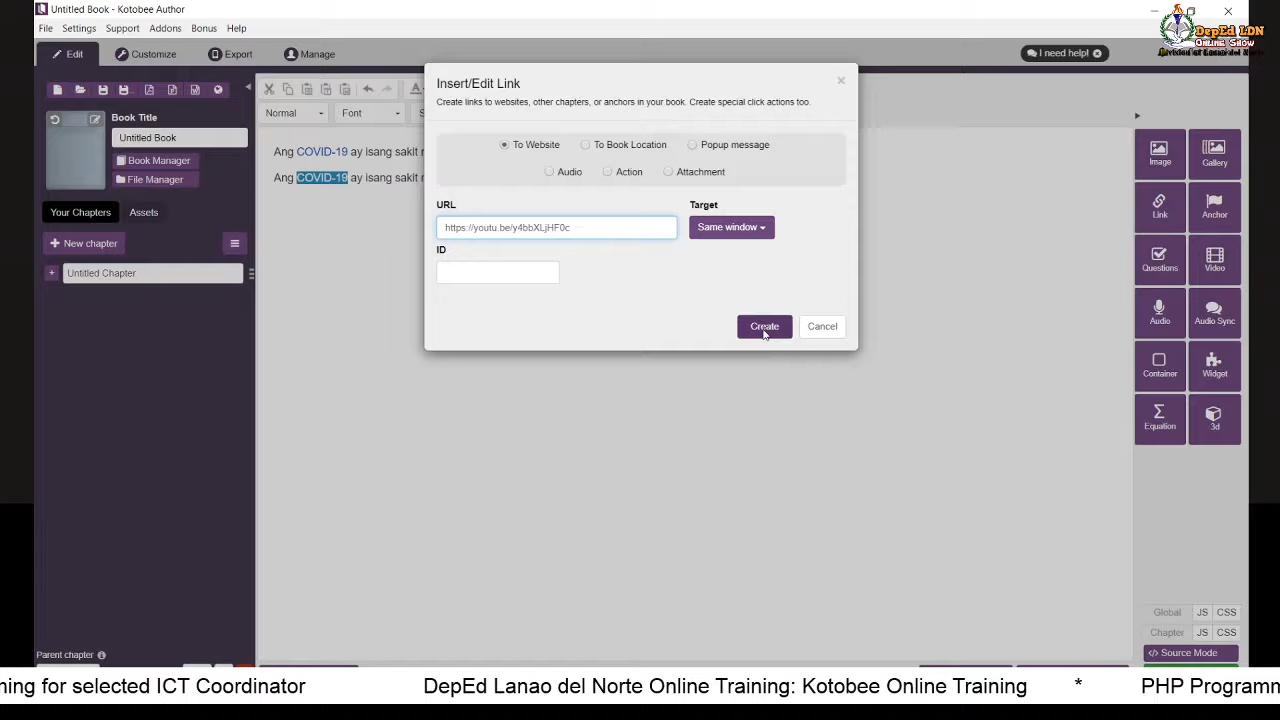 Untitled Book - Kotobee Author
File Settings Support Addons Bonus Help
DepEd LDN
Online Show
Edit Customize Export Manage
I need help!
Book Title
Untitled Book
Book Manager
File Manager
Your Chapters Assets
New chapter
Untitled Chapter
Parent chapter
Normal Font
Ang COVID-19 ay isang sakit
Ang COVID-19 ay isang sakit
Insert/Edit Link
Create links to websites, other chapters, or anchors in your book. Create special click actions too.
To Website To Book Location Popup message
Audio Action Attachment
URL Target
https://youtu.be/y4bbXLjHF0c Same window
ID
Create Cancel
Image Gallery
Link Anchor
Questions Video
Audio Audio Sync
Container Widget
Equation 3d
Global JS CSS
Chapter JS CSS
</> Source Mode
ning for selected ICT Coordinator DepEd Lanao del Norte Online Training: Kotobee Online Training * PHP Programm